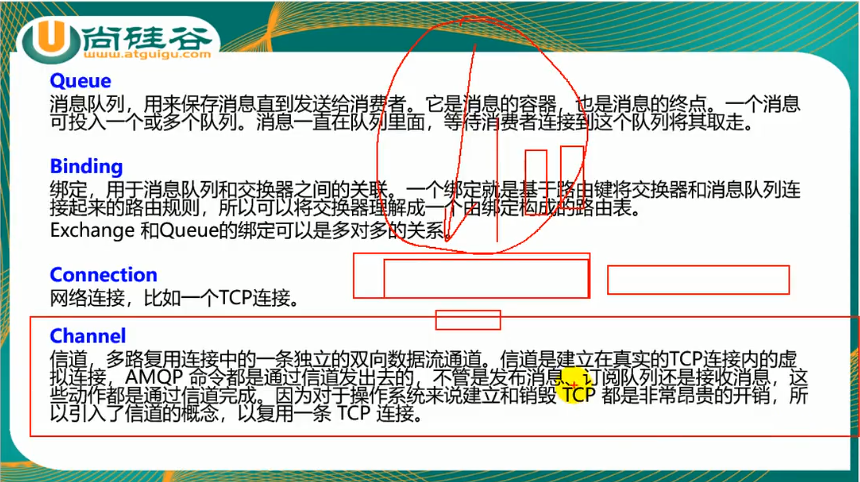 尚硅谷
www.atguigu.com
Queue
消息队列，用来保存消息直到发送给消费者。它是消息的容器，也是消息的终点。一个消息
可投入一个或多个队列。消息一直在队列里面，等待消费者连接到这个队列将其取走。
Binding
绑定，用于消息队列和交换器之间的关联。一个绑定就是基于路由键将交换器和消息队列连
接起来的路由规则，所以可以将交换器理解成一个由绑定构成的路由表。
Exchange 和Queue的绑定可以是多对多的关系。
Connection
网络连接，比如一个TCP连接。
Channel
信道，多路复用连接中的一条独立的双向数据流通道。信道是建立在真实的TCP连接内的虚
拟连接，AMQP 命令都是通过信道发出去的，不管是发布消息、订阅队列还是接收消息，这
些动作都是通过信道完成。因为对于操作系统来说建立和销毁 TCP 都是非常昂贵的开销，所
以引入了信道的概念，以复用一条 TCP 连接。